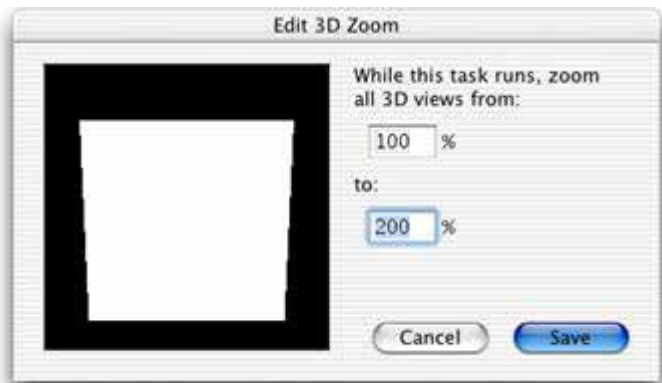 Edit 3D Zoom
While this task runs, zoom
all 3D views from:
100 %
to:
200 %
Cancel
Save